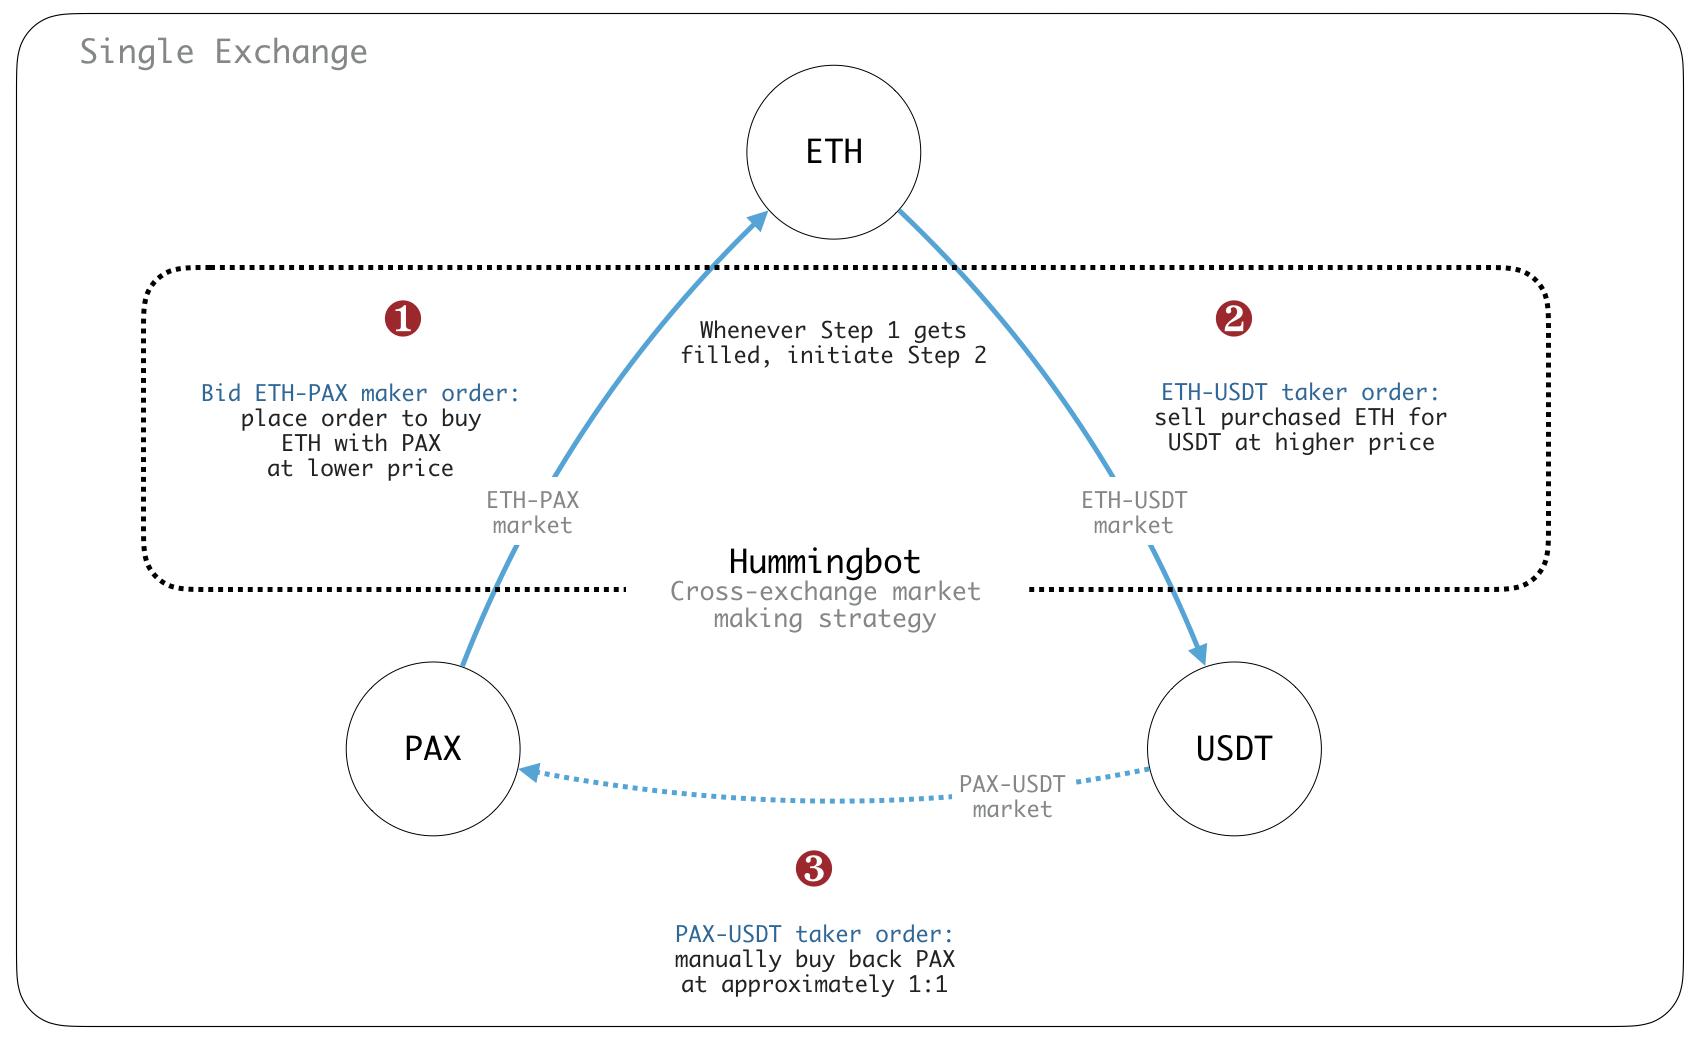 Single Exchange
ETH
1
2
Whenever Step 1 gets
filled, initiate Step 2
Bid ETH-PAX maker order:
place order to buy
ETH with PAX
at lower price
ETH-USDT taker order:
sell purchased ETH for
USDT at higher price
ETH-PAX
market
ETH-USDT
market
Hummingbot
Cross-exchange market
making strategy
PAX
USDT
PAX-USDT
market
3
PAX-USDT taker order:
manually buy back PAX
at approximately 1:1